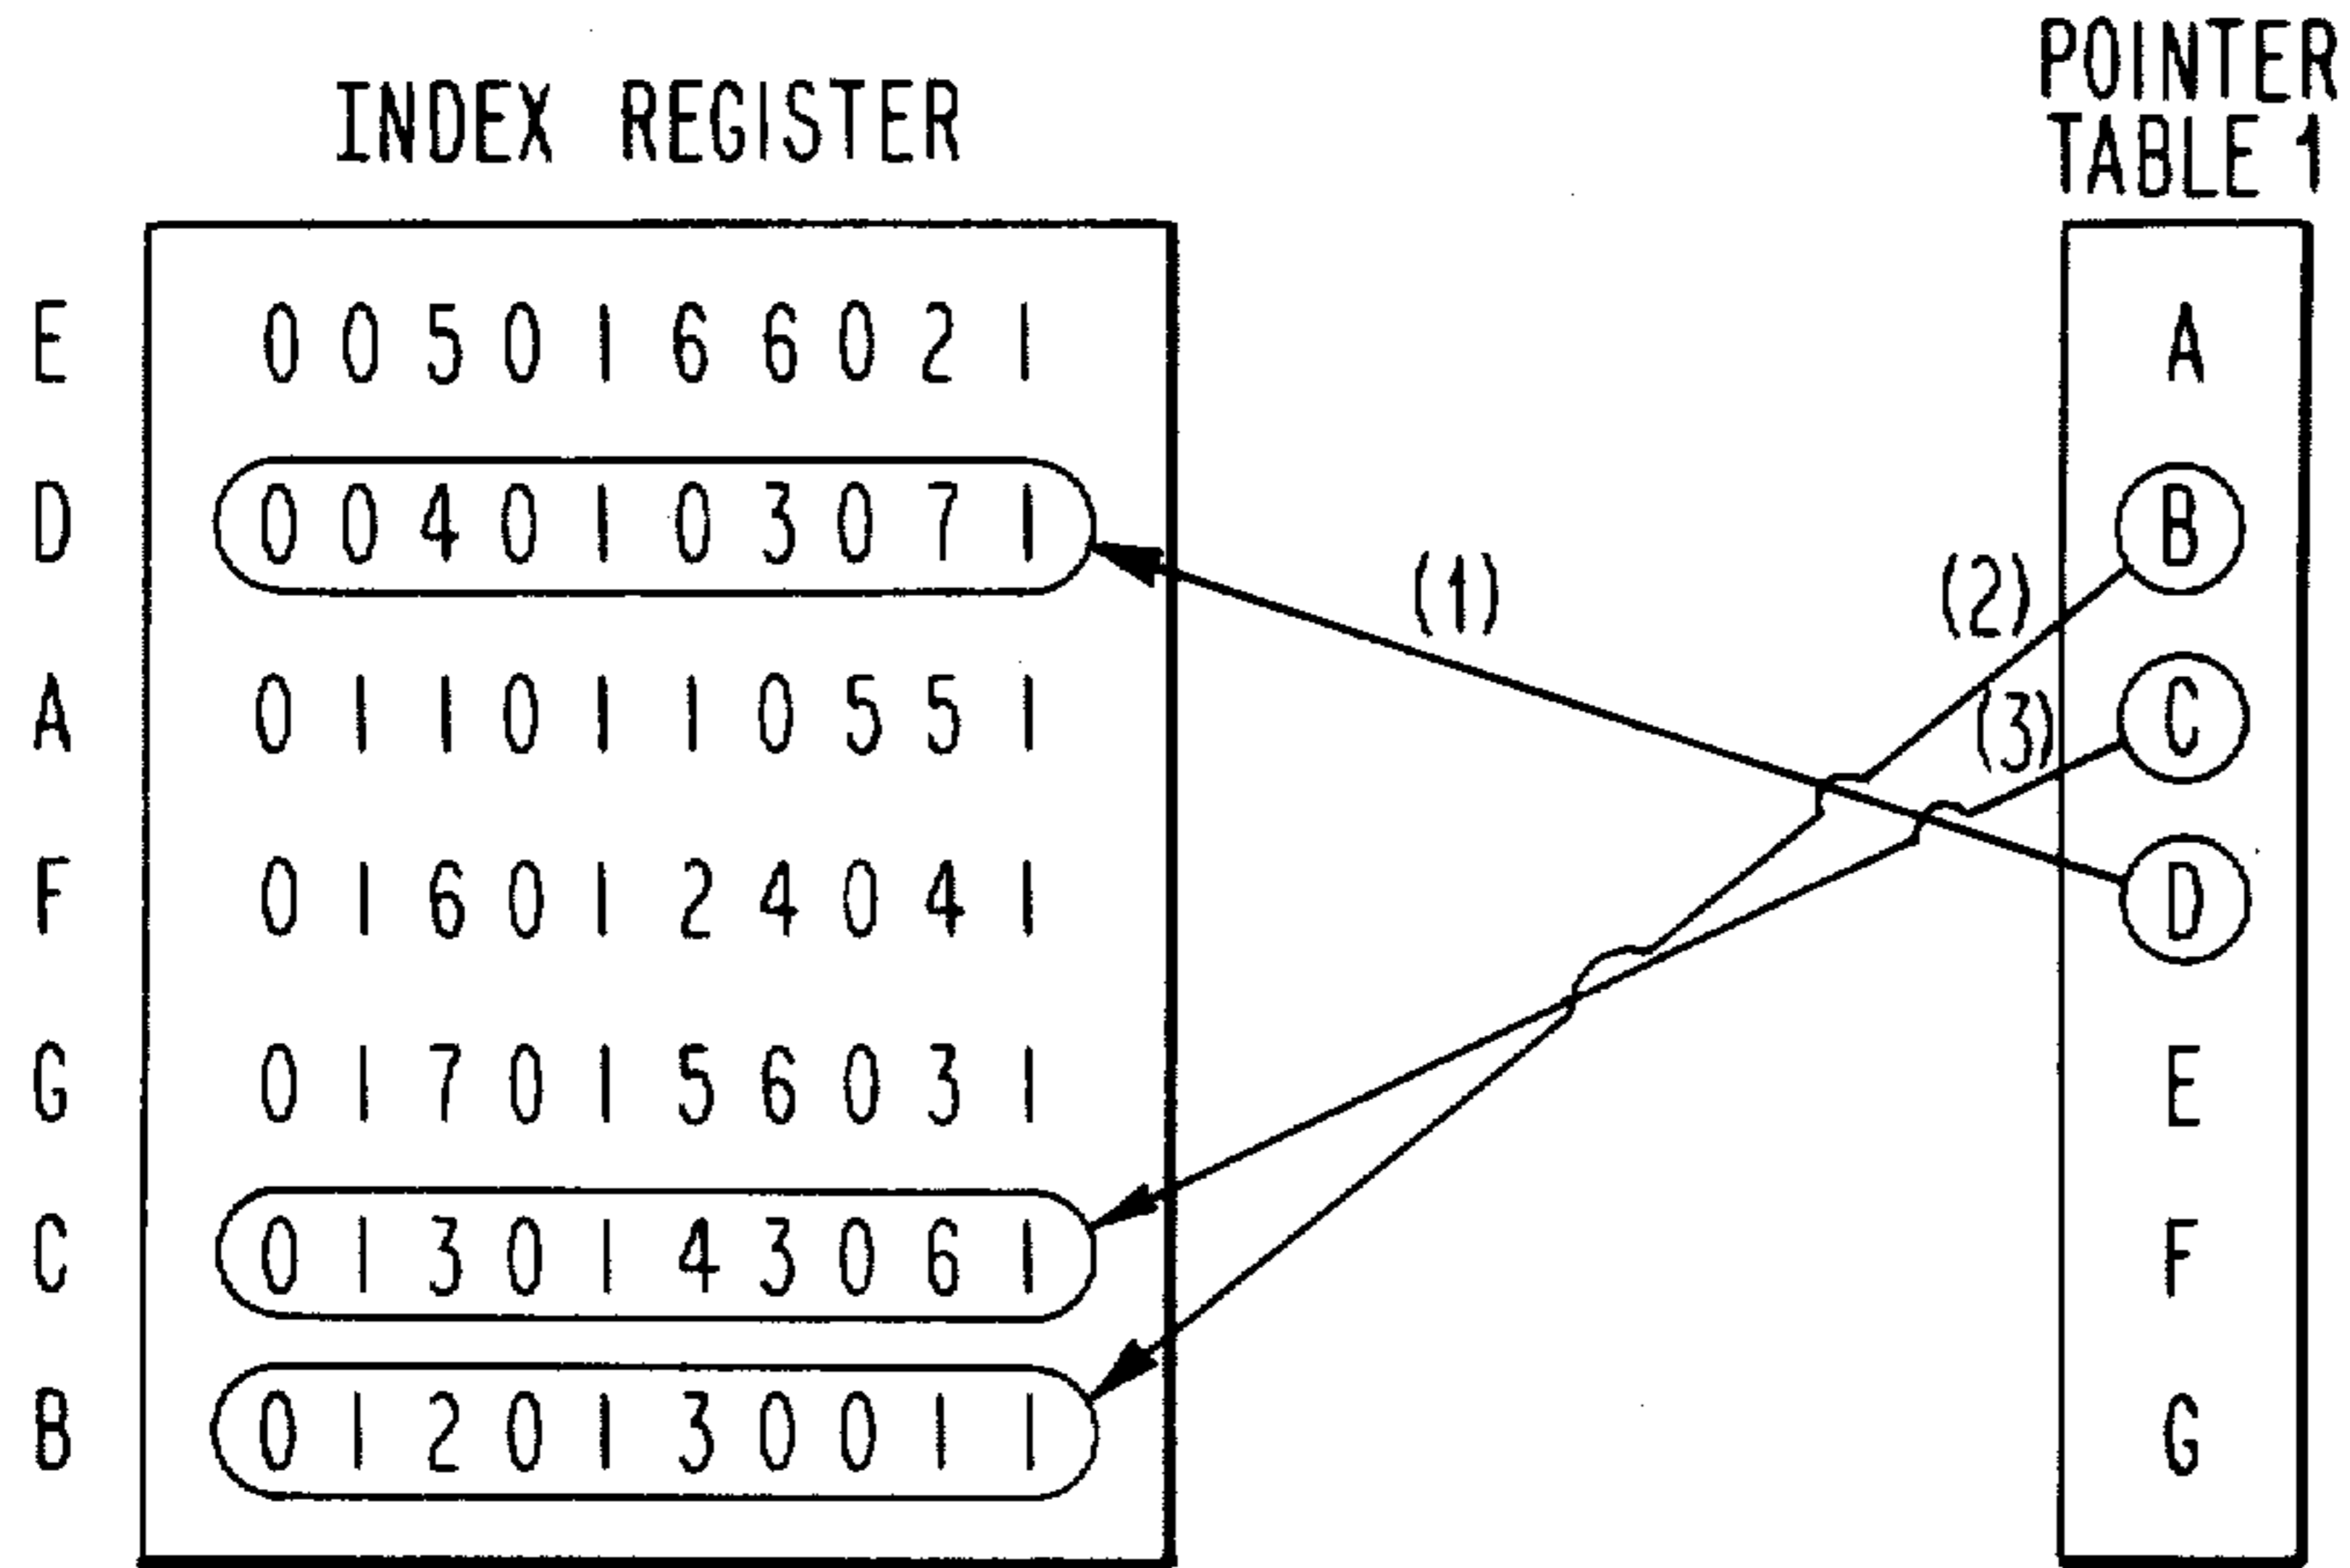 INDEX REGISTER
POINTER
TABLE 1
E 0050166021 A
D 0040103071 B
(1) (2)
A 0110110551 C
(3)
F 0160124041 D
G 0170156031 E
C 0130143061 F
B 0120130011 G